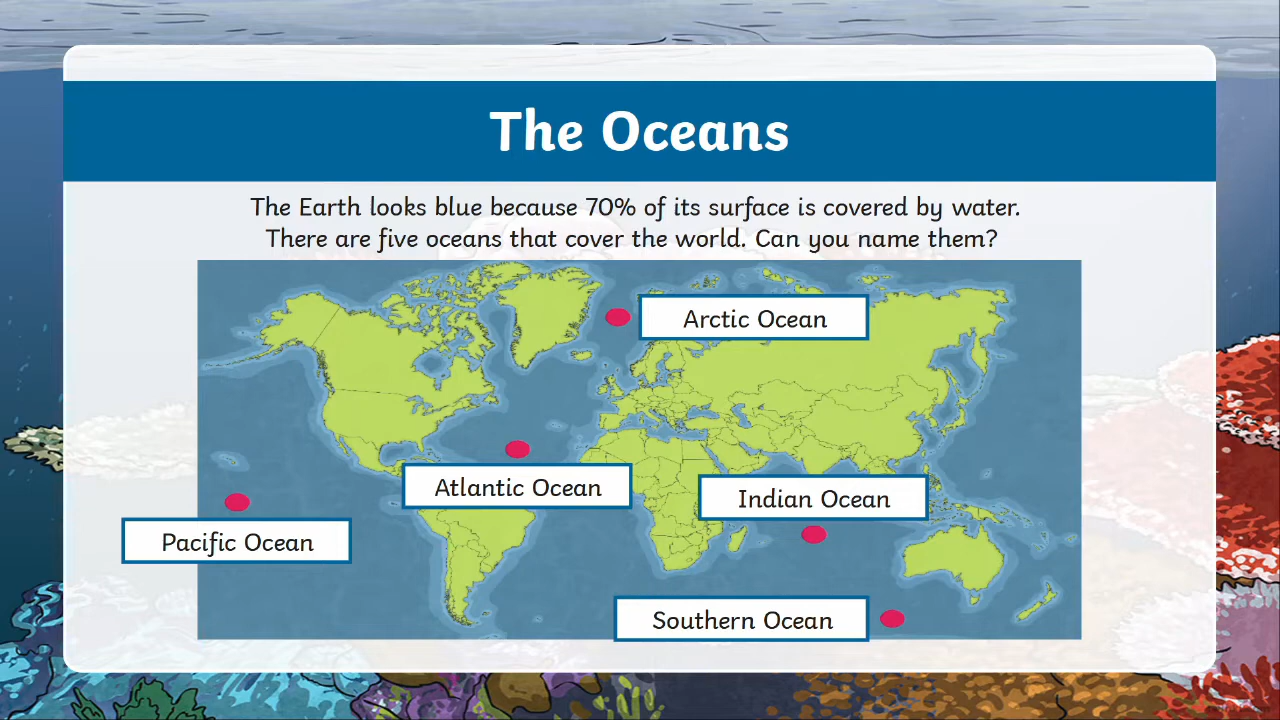 The Oceans
The Earth looks blue because 70% of its surface is covered by water.
There are five oceans that cover the world. Can you name them?
Arctic Ocean
Atlantic Ocean
Indian Ocean
Pacific Ocean
Southern Ocean